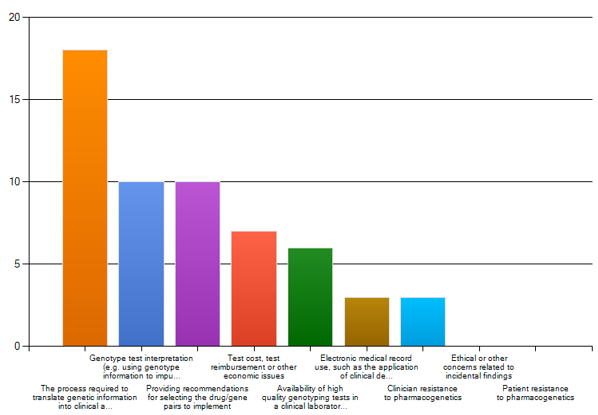 20
15
10
5
0
Genotype test interpretation
(e.g. using genotype
information to impu...
Test cost, test
reimbursement or other
economic issues
Electronic medical record
use, such as the application
of clinical de...
Ethical or other
concerns related to
incidental findings
The process required to
translate genetic information
into clinical a...
Providing recommendations
for selecting the drug/gene
pairs to implement
Availability of high
quality genotyping tests in
a clinical laborator...
Clinician resistance
to pharmacogenetics
Patient resistance
to pharmacogenetics